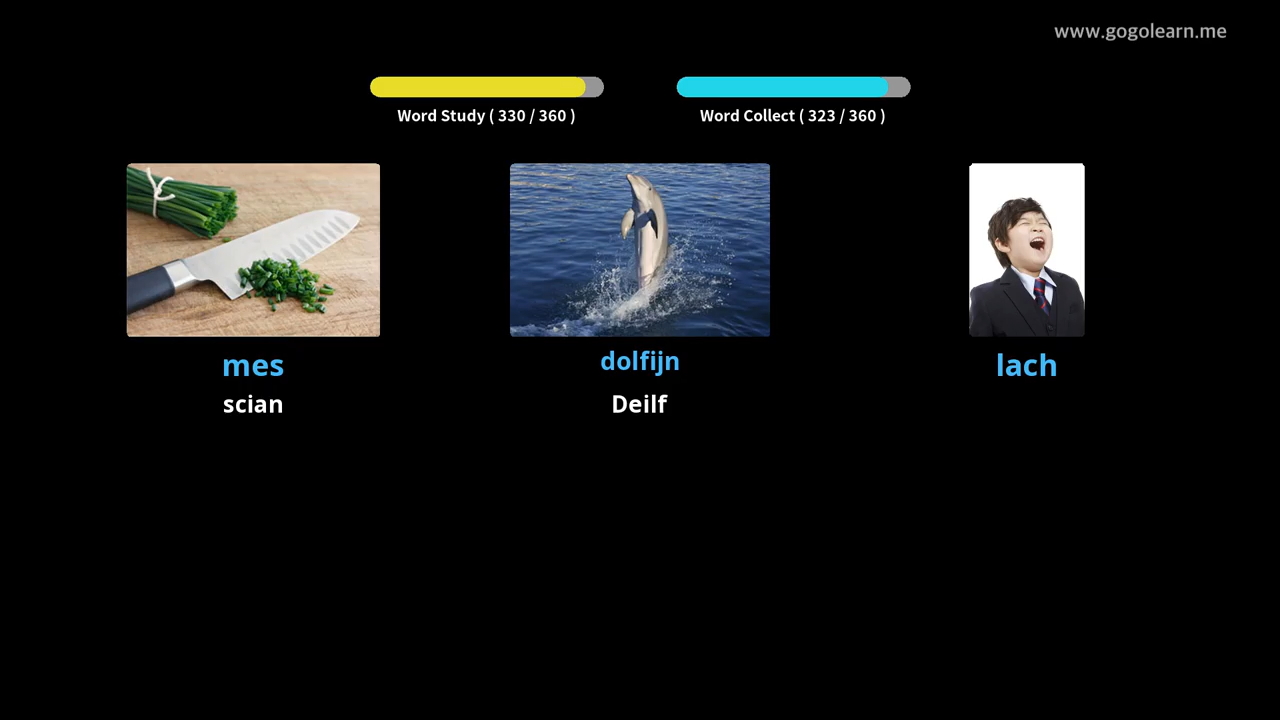 www.gogolearn.me
Word Study ( 330 / 360 )
Word Collect ( 323 / 360 )
mes
dolfijn
lach
scian
Deilf